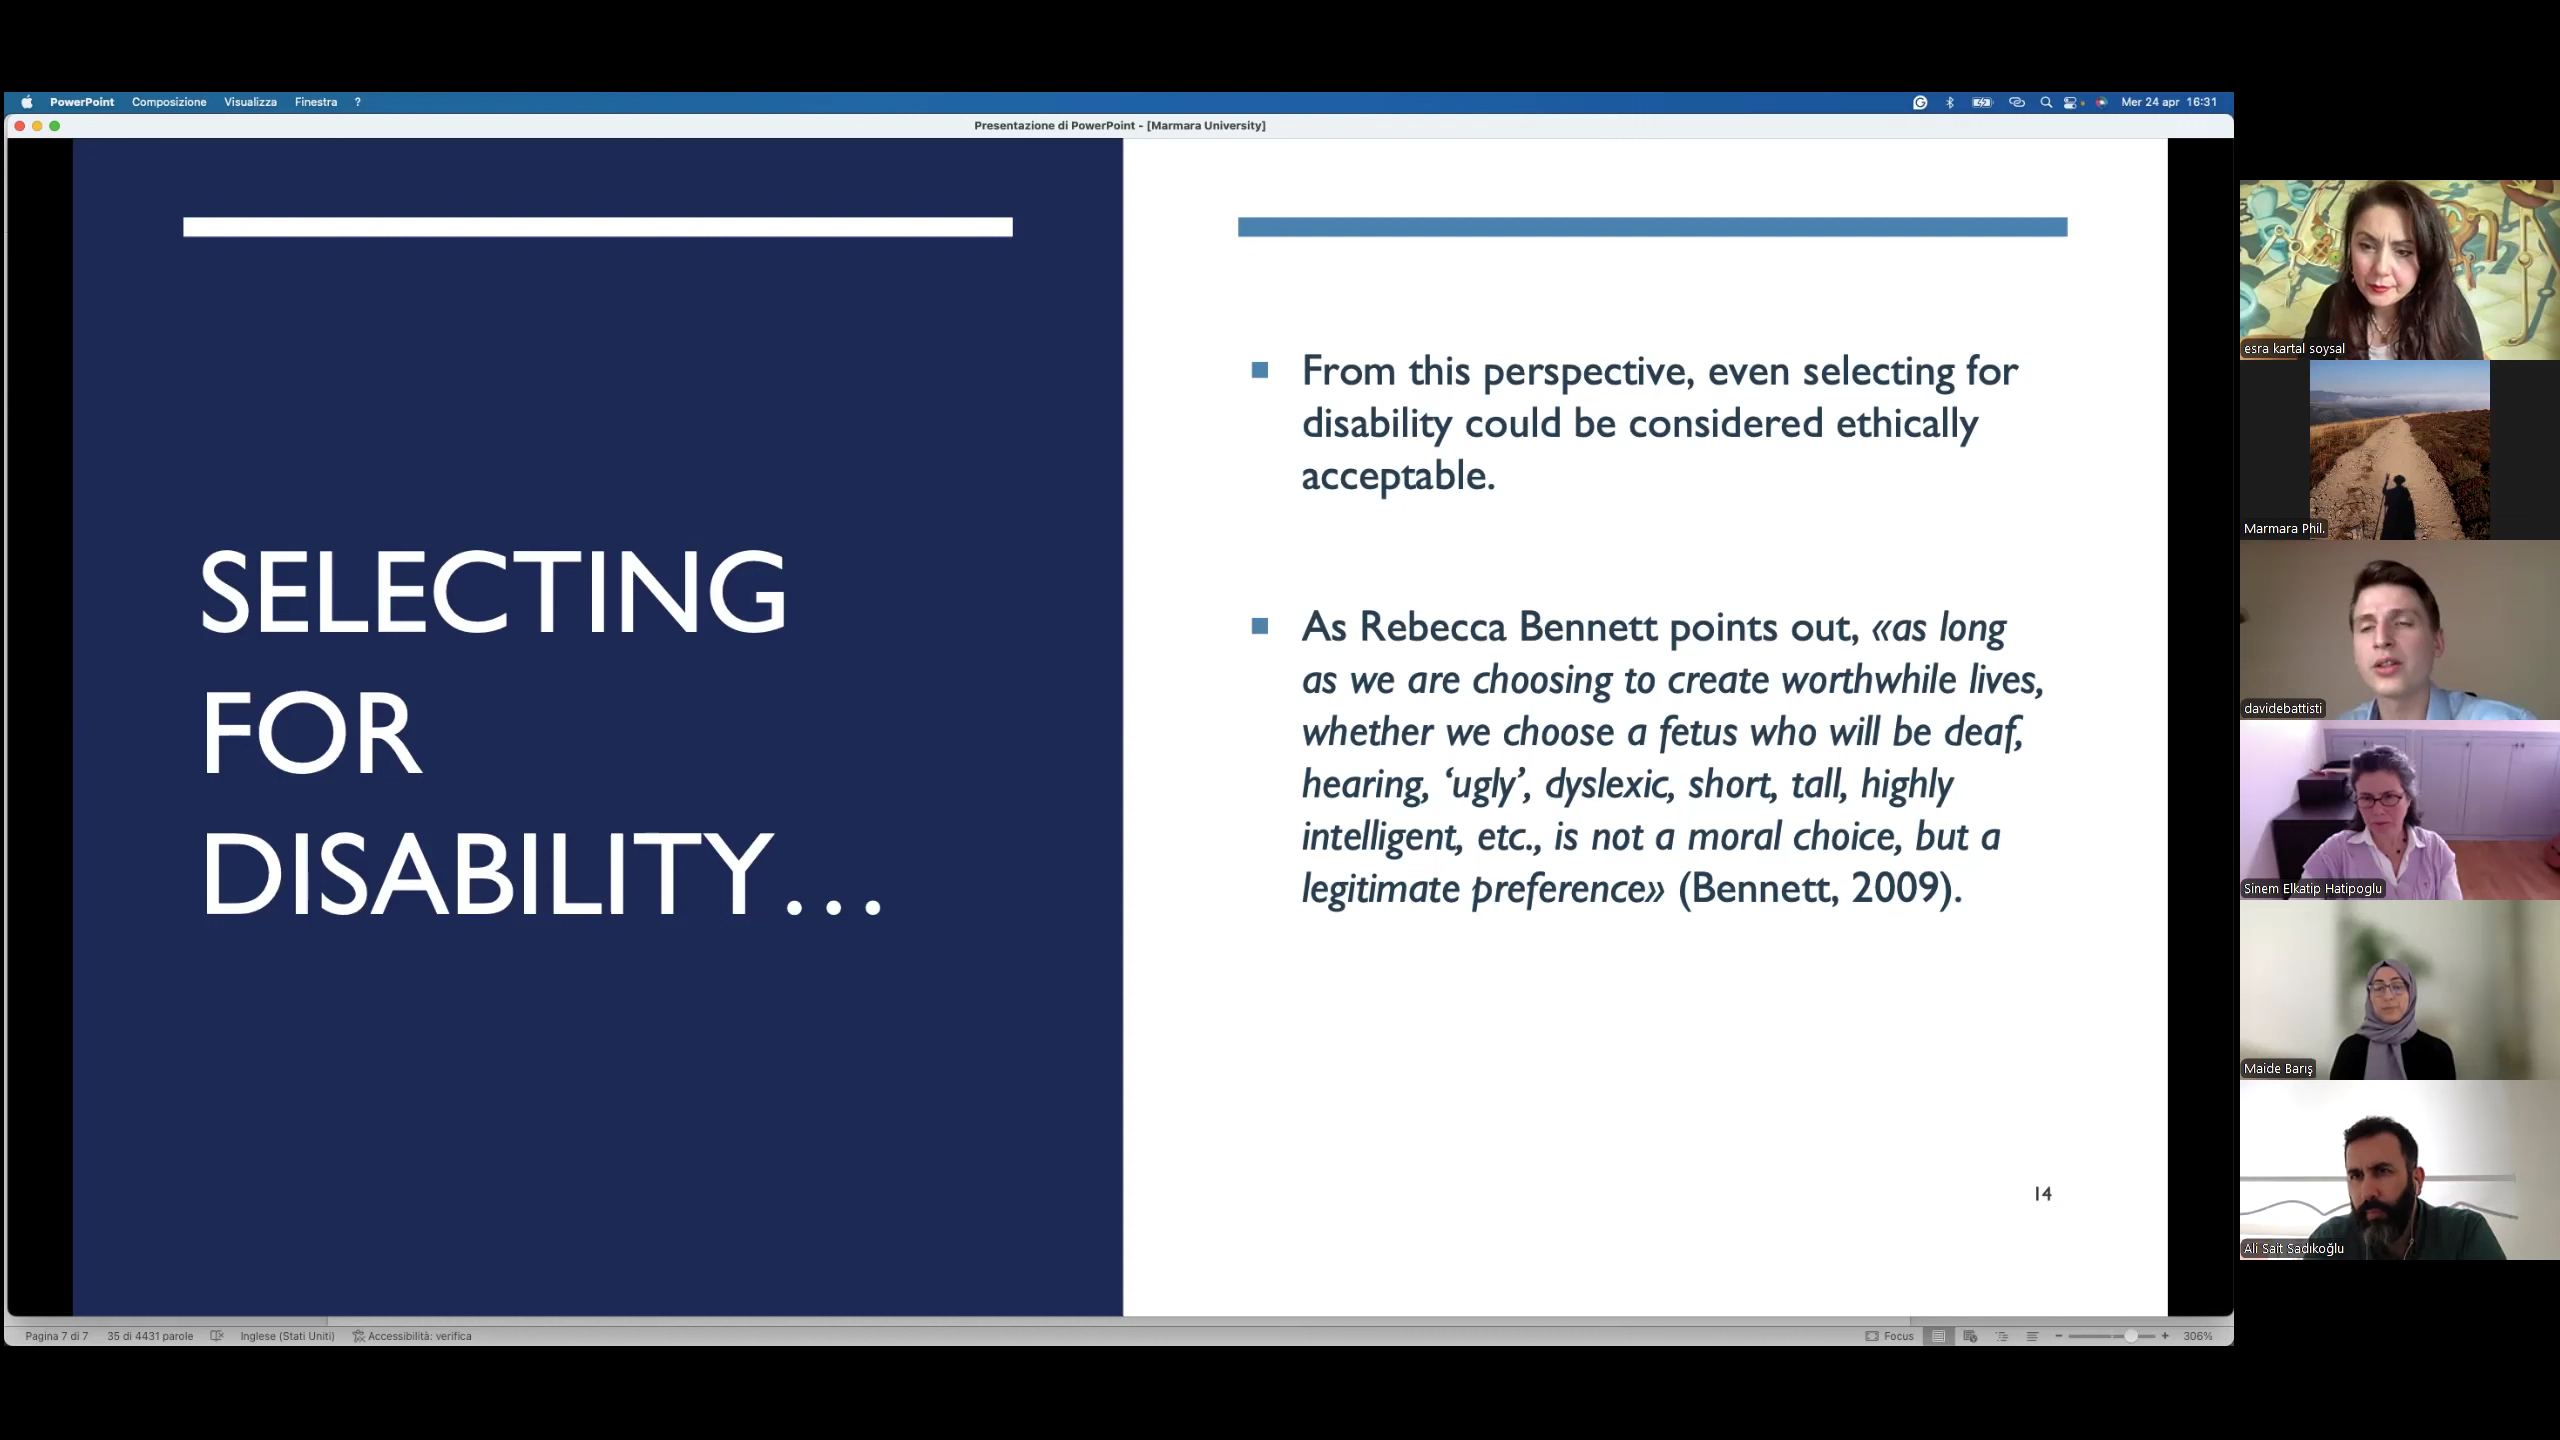 PowerPoint Composizione Visualizza Finestra ? Mer 24 apr 16:31
Presentazione di PowerPoint - [Marmara University]
SELECTING
FOR
DISABILITY...
From this perspective, even selecting for
disability could be considered ethically
acceptable.
As Rebecca Bennett points out, «as long
as we are choosing to create worthwhile lives,
whether we choose a fetus who will be deaf,
hearing, ‘ugly’, dyslexic, short, tall, highly
intelligent, etc., is not a moral choice, but a
legitimate preference» (Bennett, 2009).
14
Pagina 7 di 7 35 di 4431 parole Inglese (Stati Uniti) Accessibilità: verifica Focus 306%
esra kartal soysal
Marmara Phil.
davidebattisti
Sinem Elkatip Hatipoglu
Maide Barış
Ali Sait Sadıkoğlu